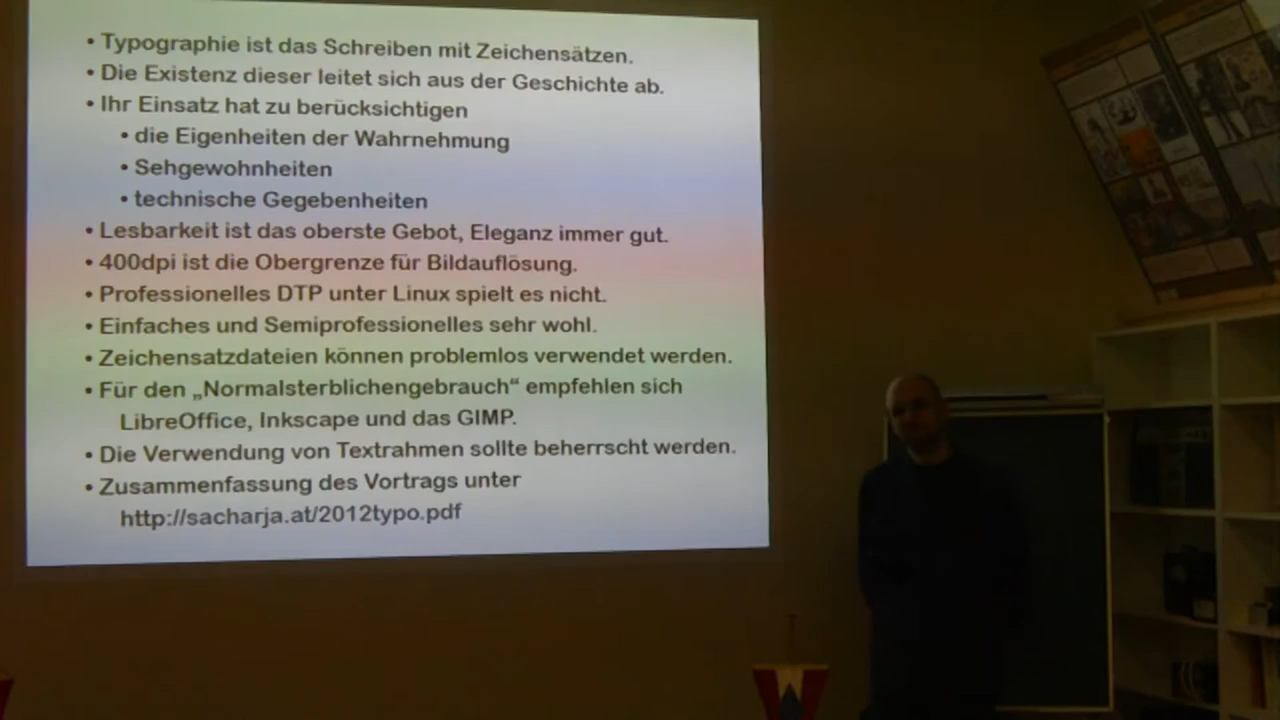 • Typographie ist das Schreiben mit Zeichensätzen.
• Die Existenz dieser leitet sich aus der Geschichte ab.
• Ihr Einsatz hat zu berücksichtigen
• die Eigenheiten der Wahrnehmung
• Sehgewohnheiten
• technische Gegebenheiten
• Lesbarkeit ist das oberste Gebot, Eleganz immer gut.
• 400dpi ist die Obergrenze für Bildauflösung.
• Professionelles DTP unter Linux spielt es nicht.
• Einfaches und Semiprofessionelles sehr wohl.
• Zeichensatzdateien können problemlos verwendet werden.
• Für den „Normalsterblichengebrauch“ empfehlen sich
LibreOffice, Inkscape und das GIMP.
• Die Verwendung von Textrahmen sollte beherrscht werden.
• Zusammenfassung des Vortrags unter
http://sacharja.at/2012typo.pdf